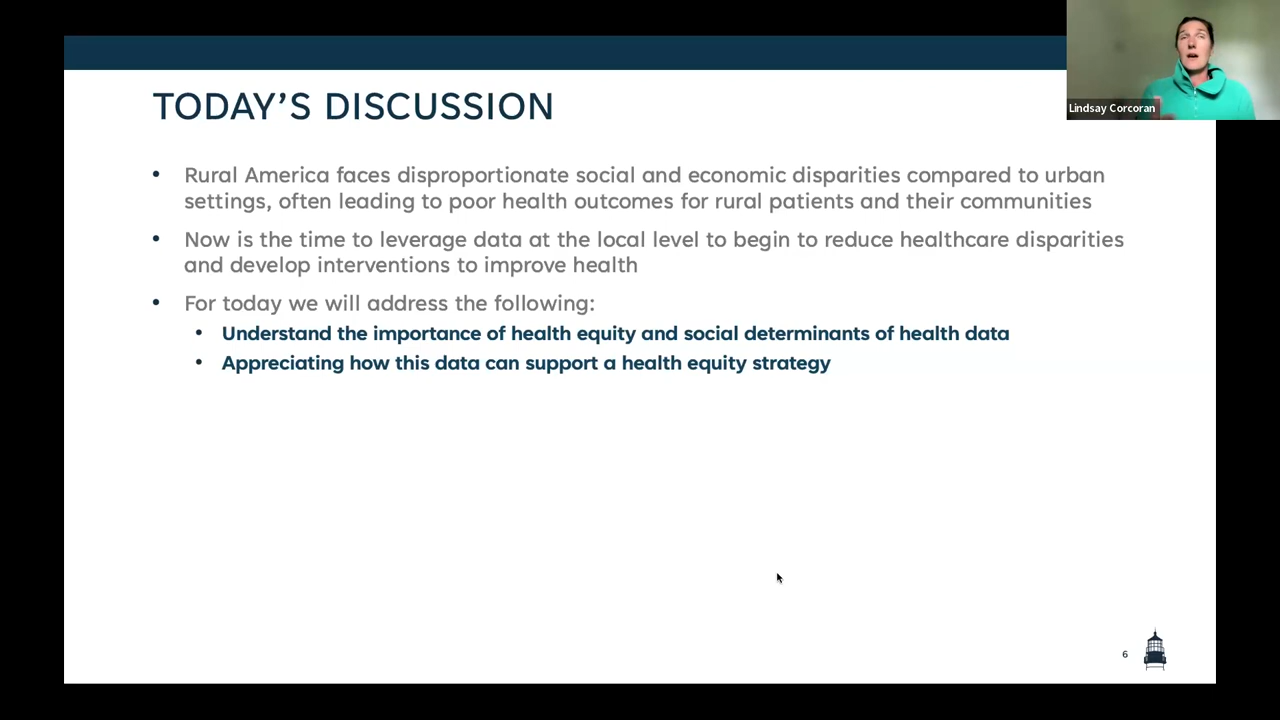 Lindsay Corcoran
TODAY'S DISCUSSION
• Rural America faces disproportionate social and economic disparities compared to urban
settings, often leading to poor health outcomes for rural patients and their communities
• Now is the time to leverage data at the local level to begin to reduce healthcare disparities
and develop interventions to improve health
• For today we will address the following:
• Understand the importance of health equity and social determinants of health data
• Appreciating how this data can support a health equity strategy
6